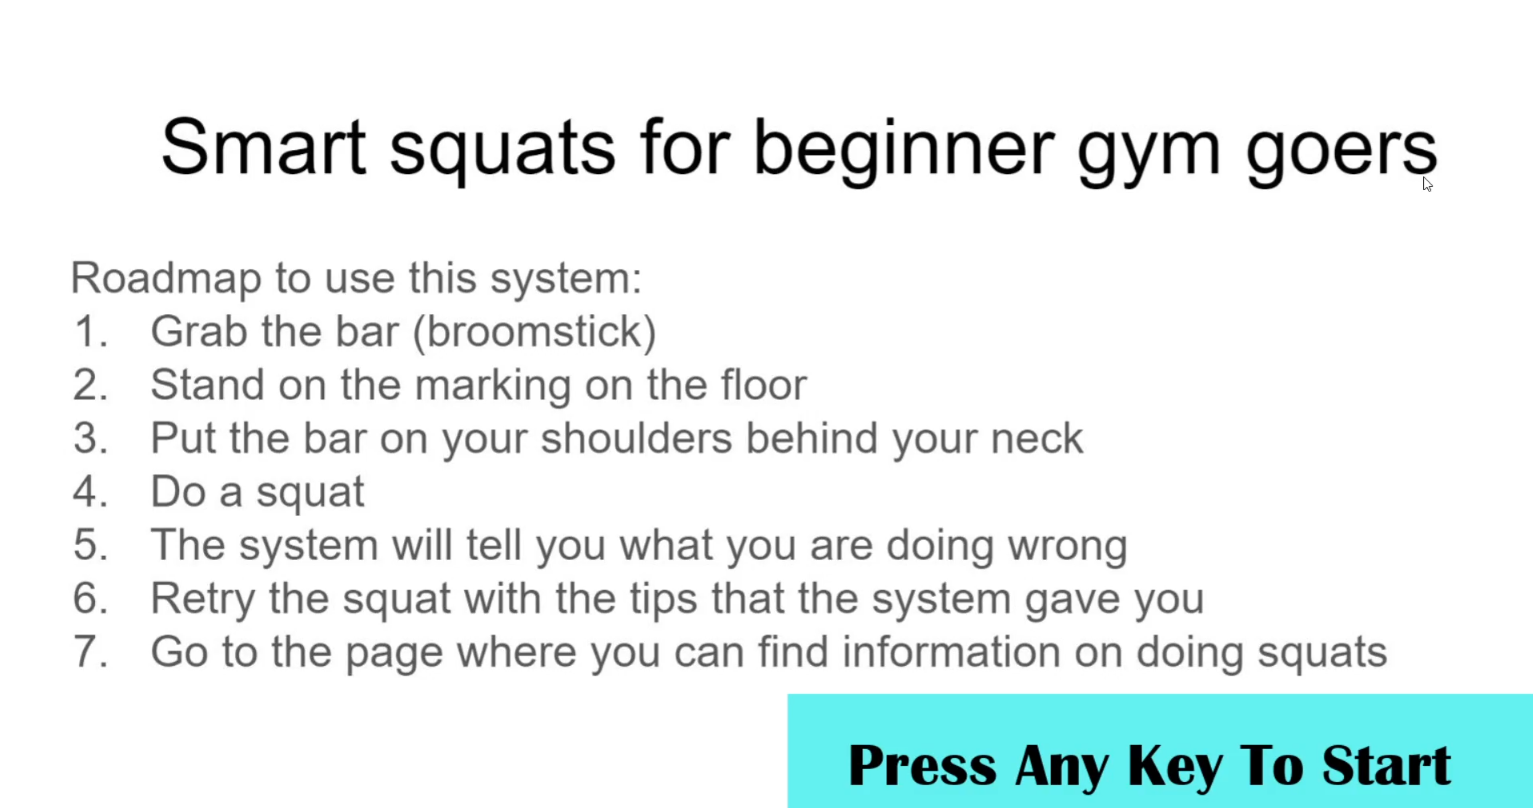 Smart squats for beginner gym goers
Roadmap to use this system:
1. Grab the bar (broomstick)
2. Stand on the marking on the floor
3. Put the bar on your shoulders behind your neck
4. Do a squat
5. The system will tell you what you are doing wrong
6. Retry the squat with the tips that the system gave you
7. Go to the page where you can find information on doing squats
Press Any Key To Start